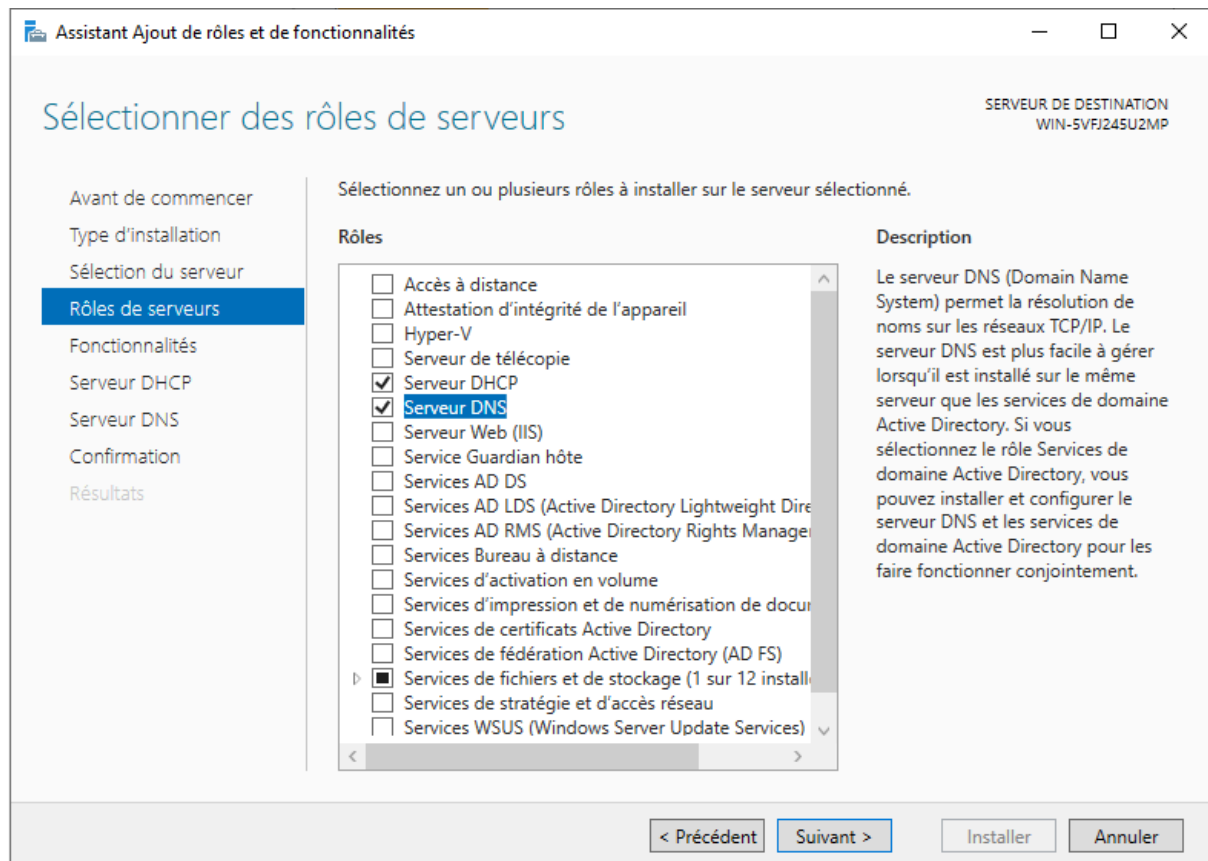 Assistant Ajout de rôles et de fonctionnalités
Sélectionner des rôles de serveurs
SERVEUR DE DESTINATION
WIN-5VFJ245U2MP
Avant de commencer
Type d'installation
Sélection du serveur
Rôles de serveurs
Fonctionnalités
Serveur DHCP
Serveur DNS
Confirmation
Résultats
Sélectionnez un ou plusieurs rôles à installer sur le serveur sélectionné.
Rôles
Accès à distance
Attestation d'intégrité de l'appareil
Hyper-V
Serveur de télécopie
Serveur DHCP
Serveur DNS
Serveur Web (IIS)
Service Guardian hôte
Services AD DS
Services AD LDS (Active Directory Lightweight Dire
Services AD RMS (Active Directory Rights Manage
Services Bureau à distance
Services d'activation en volume
Services d'impression et de numérisation de docu
Services de certificats Active Directory
Services de fédération Active Directory (AD FS)
Services de fichiers et de stockage (1 sur 12 install
Services de stratégie et d'accès réseau
Services WSUS (Windows Server Update Services)
Description
Le serveur DNS (Domain Name
System) permet la résolution de
noms sur les réseaux TCP/IP. Le
serveur DNS est plus facile à gérer
lorsqu'il est installé sur le même
serveur que les services de domaine
Active Directory. Si vous
sélectionnez le rôle Services de
domaine Active Directory, vous
pouvez installer et configurer le
serveur DNS et les services de
domaine Active Directory pour les
faire fonctionner conjointement.
< Précédent
Suivant >
Installer
Annuler